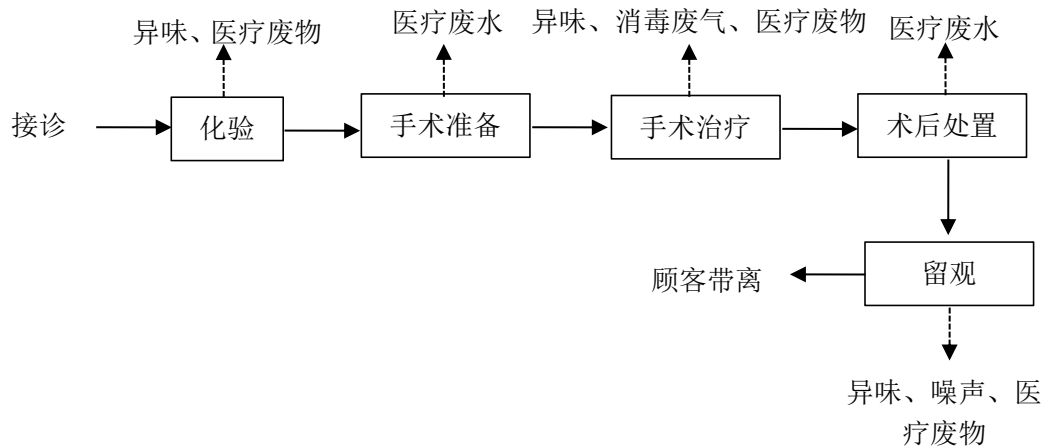 异味、医疗废物
医疗废水
异味、消毒废气、医疗废物
医疗废水
接诊
化验
手术准备
手术治疗
术后处置
顾客带离
留观
异味、噪声、医
疗废物